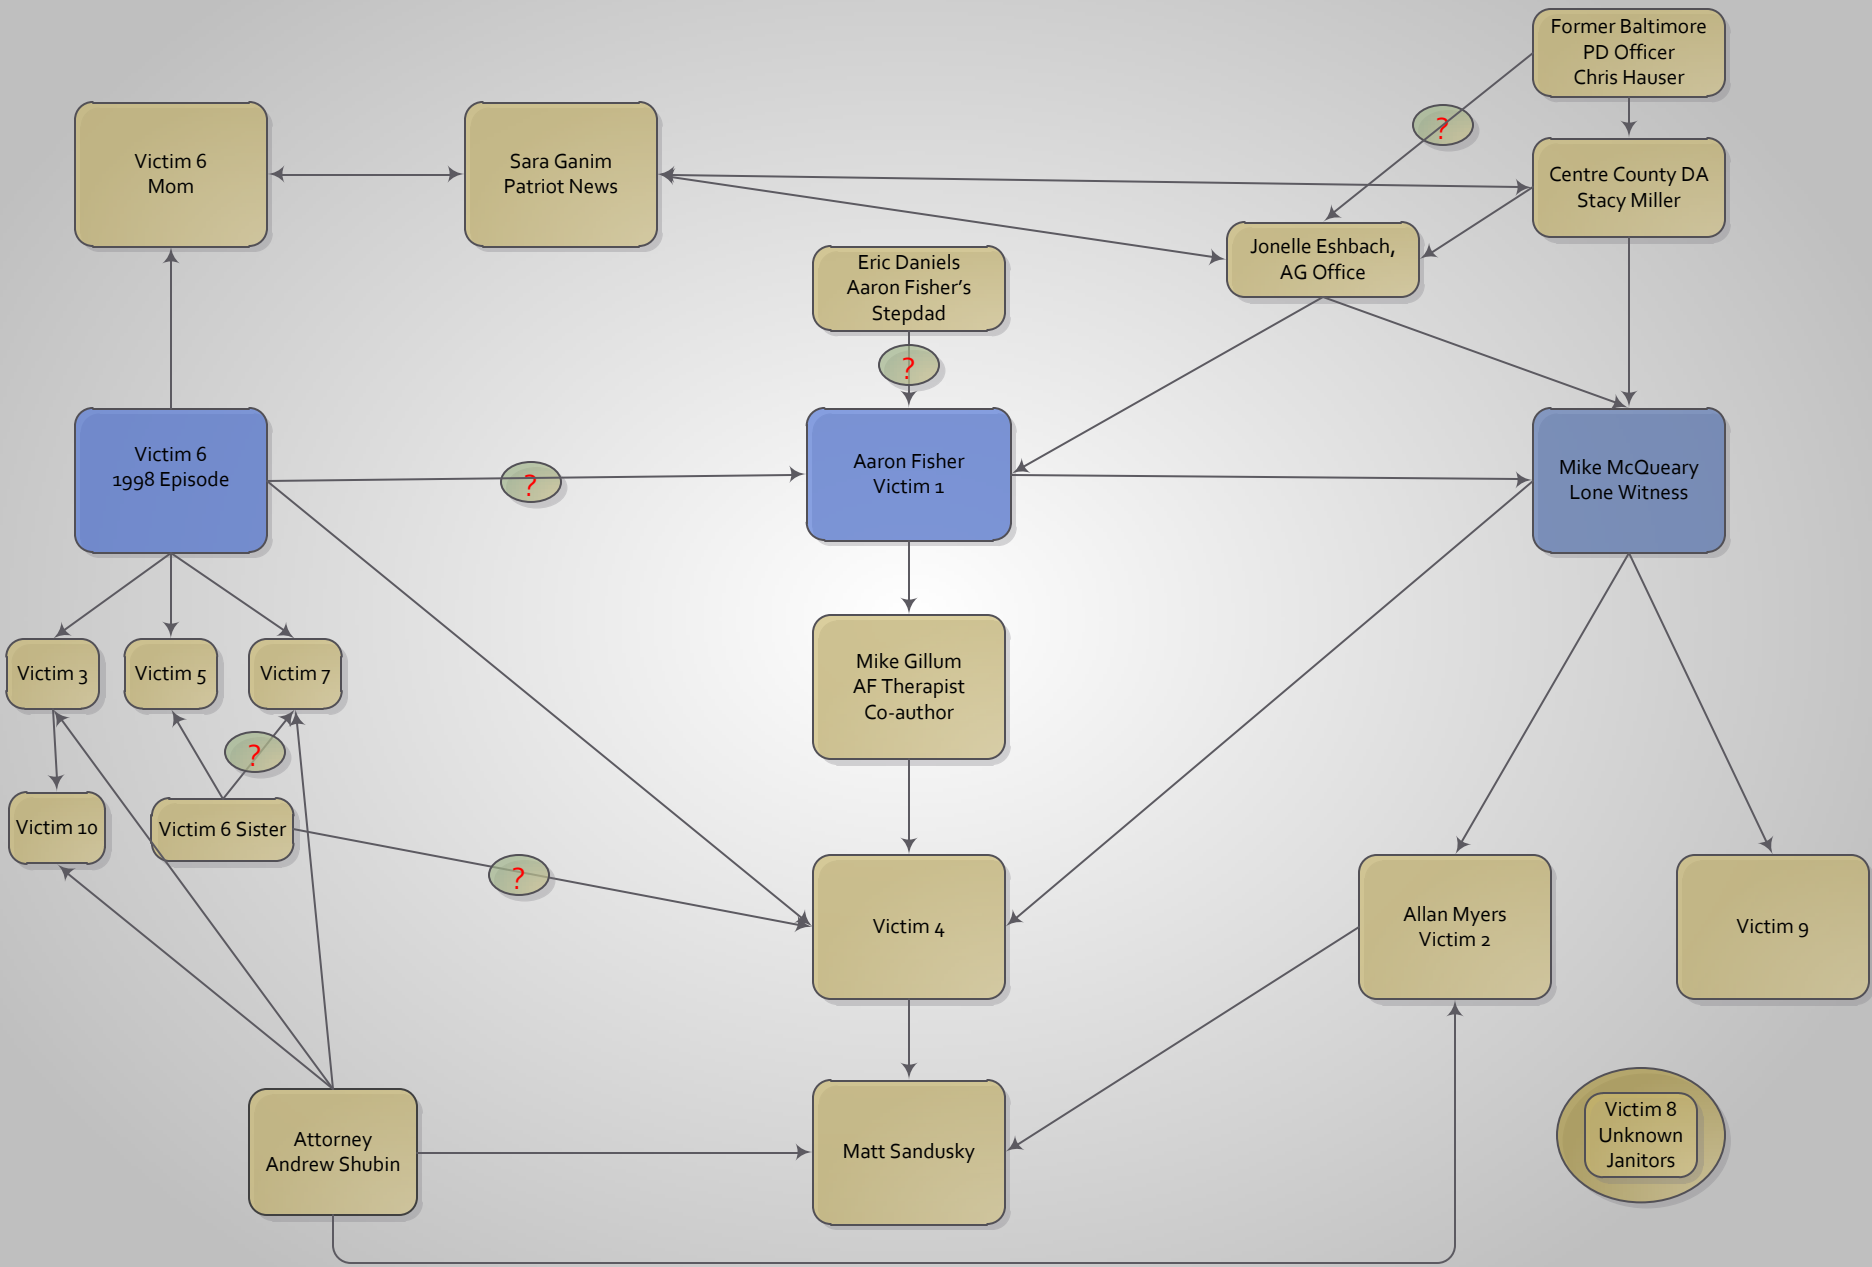 Former Baltimore
PD Officer
Chris Hauser
?
Victim 6
Mom
Sara Ganim
Patriot News
Centre County DA
Stacy Miller
Jonelle Eshbach,
AG Office
Eric Daniels
Aaron Fisher's
Stepdad
?
Victim 6
1998 Episode
?
Aaron Fisher
Victim 1
Mike McQueary
Lone Witness
Victim 3
Victim 5
Victim 7
Mike Gillum
AF Therapist
Co-author
?
Victim 10
Victim 6 Sister
?
Victim 4
Allan Myers
Victim 2
Victim 9
Attorney
Andrew Shubin
Matt Sandusky
Victim 8
Unknown
Janitors